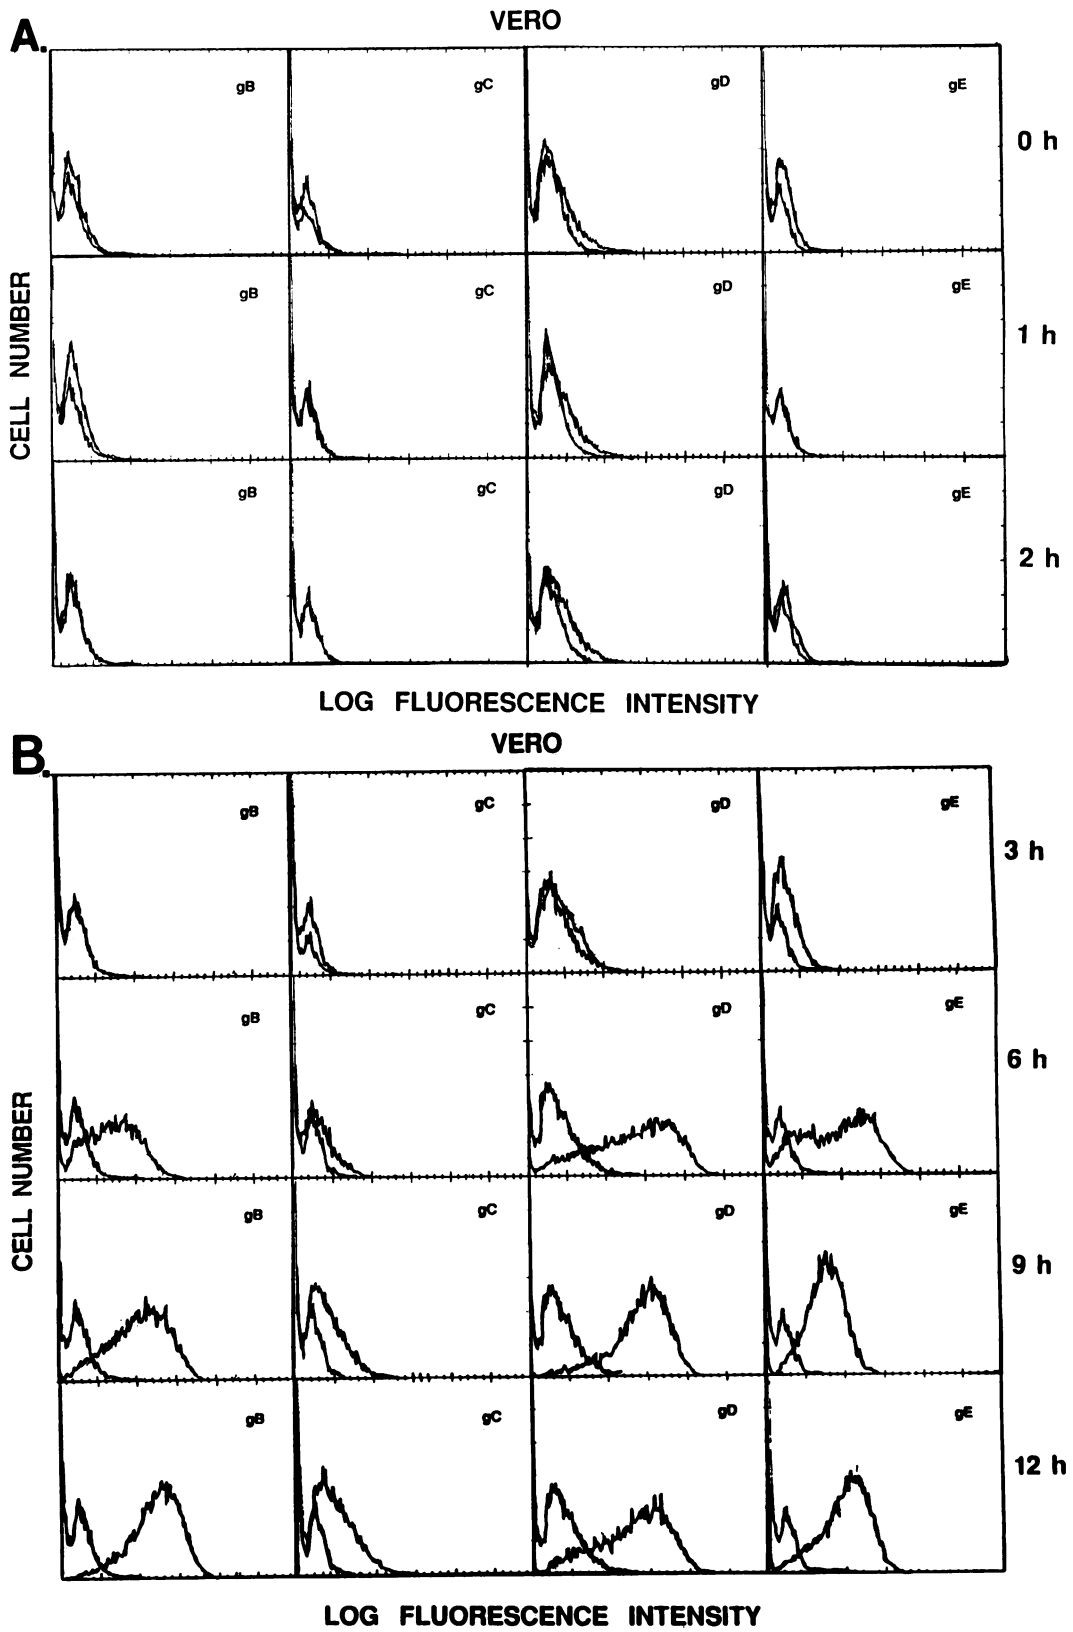 A.
VERO
gB gC gD gE
0 h
gB gC gD gE
1 h
gB gC gD gE
2 h
CELL NUMBER
LOG FLUORESCENCE INTENSITY
B.
VERO
gB gC gD gE
3 h
gB gC gD gE
6 h
gB gC gD gE
9 h
gB gC gD gE
12 h
CELL NUMBER
LOG FLUORESCENCE INTENSITY